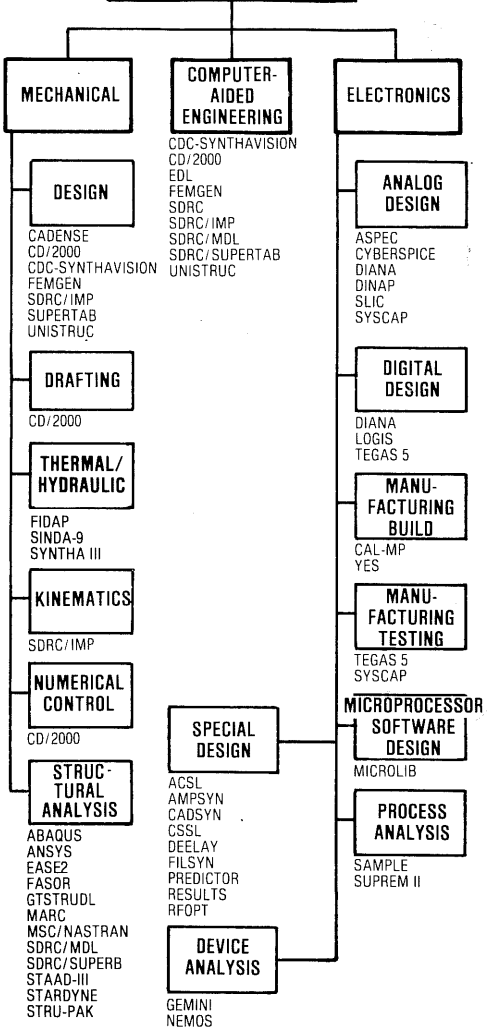 MECHANICAL
DESIGN
CADENSE
CD/2000
CDC-SYNTHAVISION
FEMGEN
SDRC/IMP
SUPERTAB
UNISTRUC
DRAFTING
CD/2000
THERMAL/
HYDRAULIC
FIDAP
SINDA-9
SYNTHA III
KINEMATICS
SDRC/IMP
NUMERICAL
CONTROL
CD/2000
STRUC-
TURAL
ANALYSIS
ABAQUS
ANSYS
EASE2
FASOR
GTSTRUDL
MARC
MSC/NASTRAN
SDRC/MDL
SDRC/SUPERB
STAAD-III
STARDYNE
STRU-PAK
COMPUTER-
AIDED
ENGINEERING
CDC-SYNTHAVISION
CD/2000
EDL
FEMGEN
SDRC
SDRC/IMP
SDRC/MDL
SDRC/SUPERTAB
UNISTRUC
ELECTRONICS
ANALOG
DESIGN
ASPEC
CYBERSPICE
DIANA
DINAP
SLIC
SYSCAP
DIGITAL
DESIGN
DIANA
LOGIS
TEGAS 5
MANU-
FACTURING
BUILD
CAL-MP
YES
MANU-
FACTURING
TESTING
TEGAS 5
SYSCAP
MICROPROCESSOR
SOFTWARE
DESIGN
MICROLIB
PROCESS
ANALYSIS
SAMPLE
SUPREM II
SPECIAL
DESIGN
ACSL
AMPSYN
CADSYN
CSSL
DEELAY
FILSYN
PREDICTOR
RESULTS
RFOPT
DEVICE
ANALYSIS
GEMINI
NEMOS